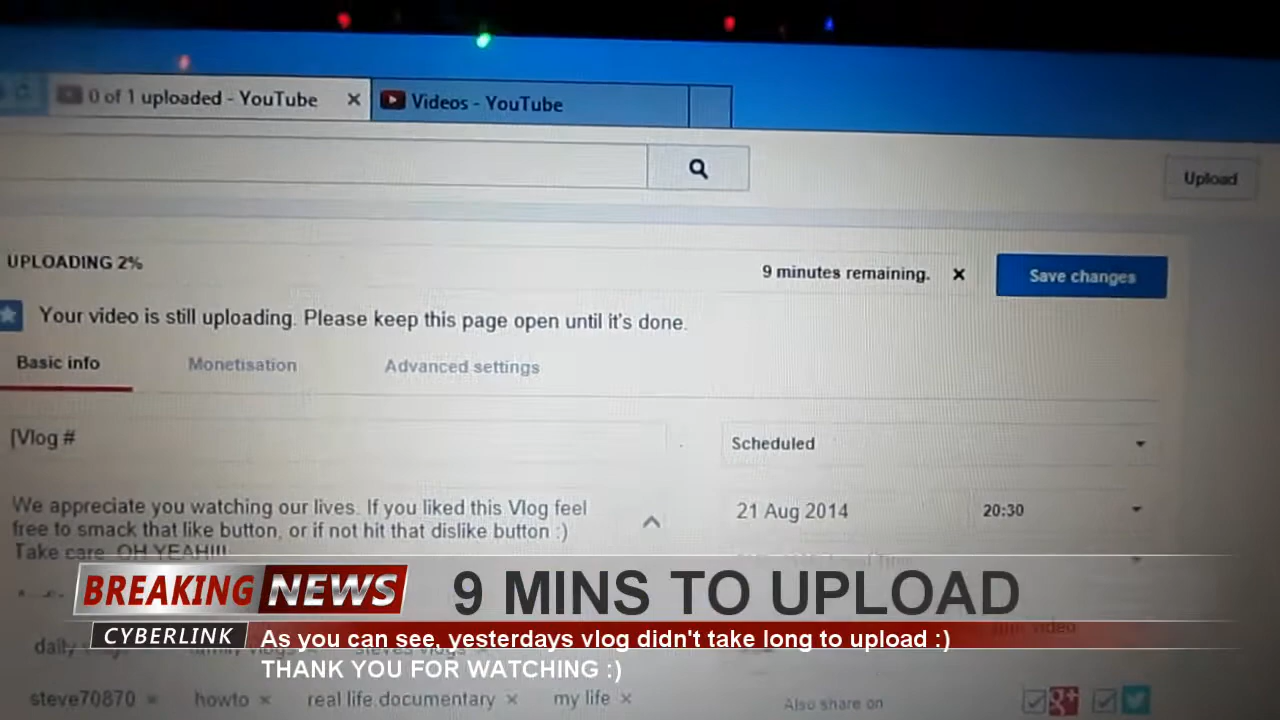 0 of 1 uploaded - YouTube
Videos - YouTube
Upload
UPLOADING 2%
9 minutes remaining.
Save changes
Your video is still uploading. Please keep this page open until it's done.
Basic info
Monetisation
Advanced settings
Vlog #
Scheduled
We appreciate you watching our lives. If you liked this Vlog feel
free to smack that like button, or if not hit that dislike button :)
Take care. OH YEAH!!!
21 Aug 2014
20:30
BREAKING NEWS
9 MINS TO UPLOAD
CYBERLINK
As you can see, yesterdays vlog didn't take long to upload :)
THANK YOU FOR WATCHING :)
daily
video
steve70870
howto
real life documentary
my life
Also share on
g+